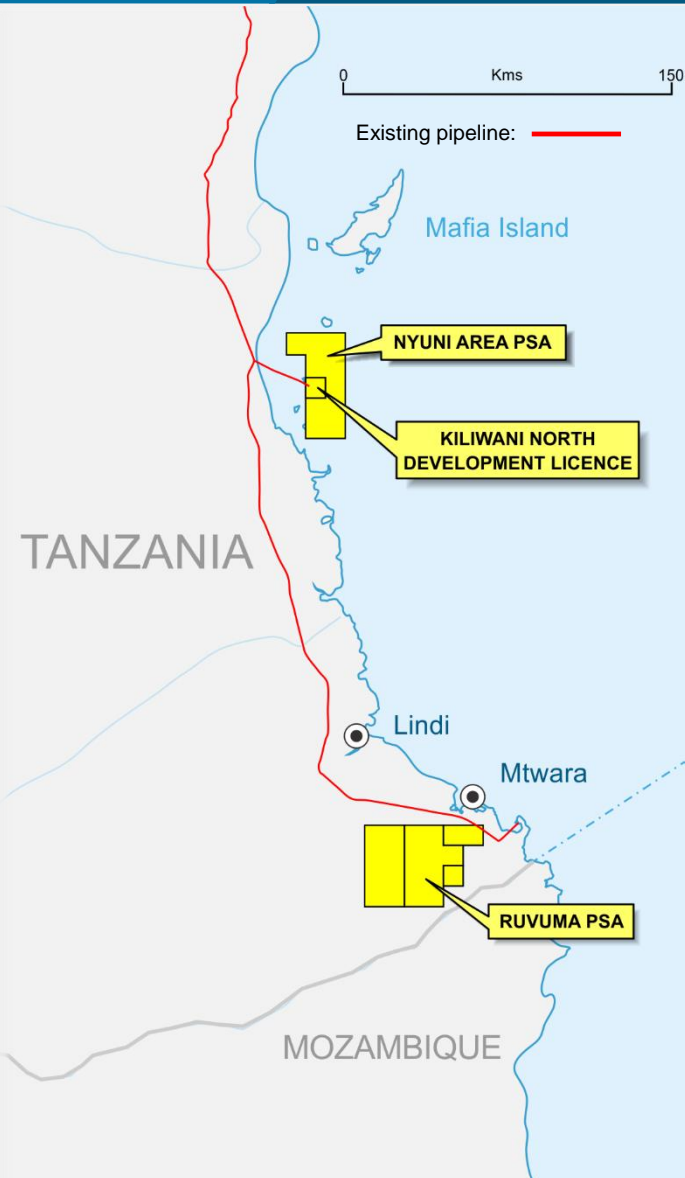 0 Kms 150
Existing pipeline:
Mafia Island
NYUNI AREA PSA
KILIWANI NORTH
DEVELOPMENT LICENCE
TANZANIA
Lindi
Mtwara
RUVUMA PSA
MOZAMBIQUE